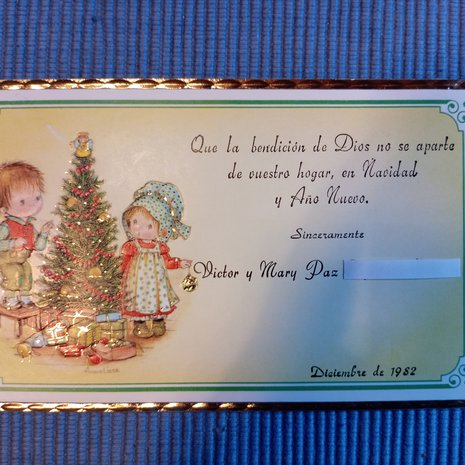 Que la bendición de Dios no se aparte
de vuestro hogar, en Navidad
y Año Nuevo.
Sinceramente
Victor y Mary Paz
Diciembre de 1982